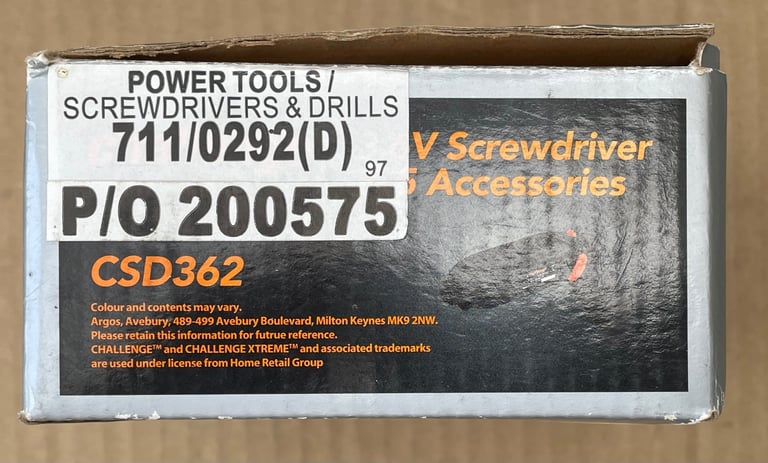 POWER TOOLS /
SCREWDRIVERS & DRILLS
711/0292(D)
97
P/O 200575
V Screwdriver
5 Accessories
CSD362
Colour and contents may vary.
Argos, Avebury, 489-499 Avebury Boulevard, Milton Keynes MK9 2NW.
Please retain this information for futrue reference.
CHALLENGE™ and CHALLENGE XTREME™ and associated trademarks
are used under license from Home Retail Group